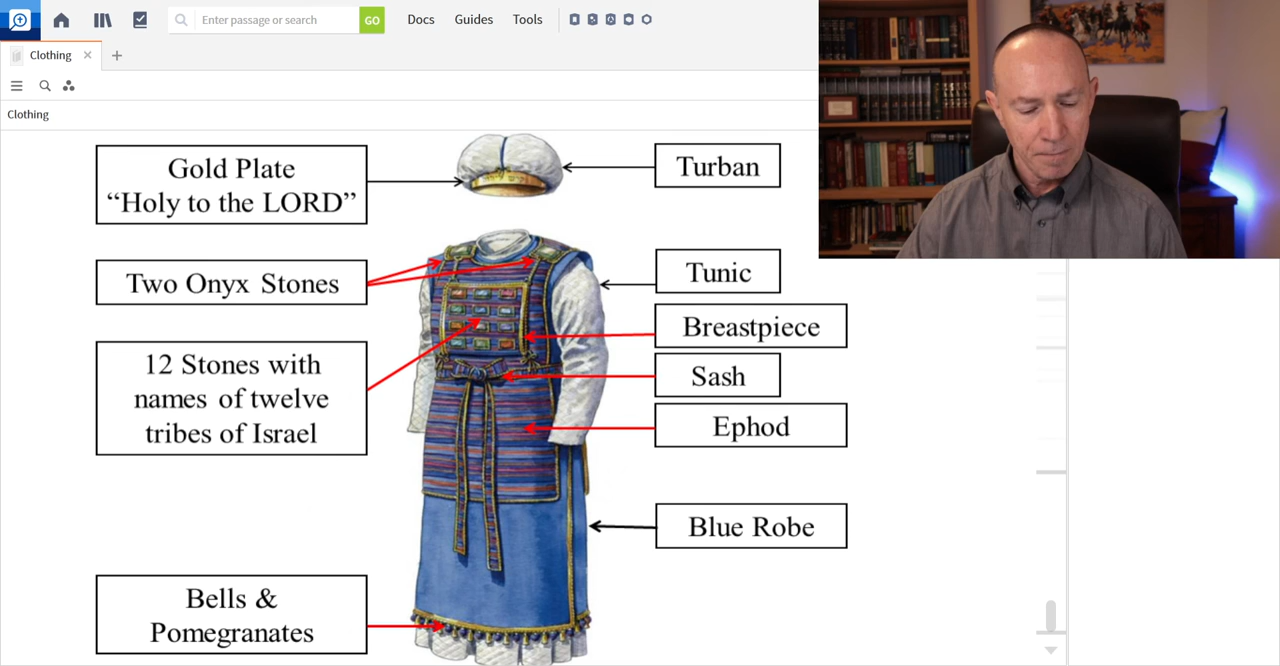 Enter passage or search
GO
Docs
Guides
Tools
Clothing
Clothing
Gold Plate
“Holy to the LORD”
Turban
Two Onyx Stones
Tunic
Breastpiece
12 Stones with
names of twelve
tribes of Israel
Sash
Ephod
Blue Robe
Bells &
Pomegranates